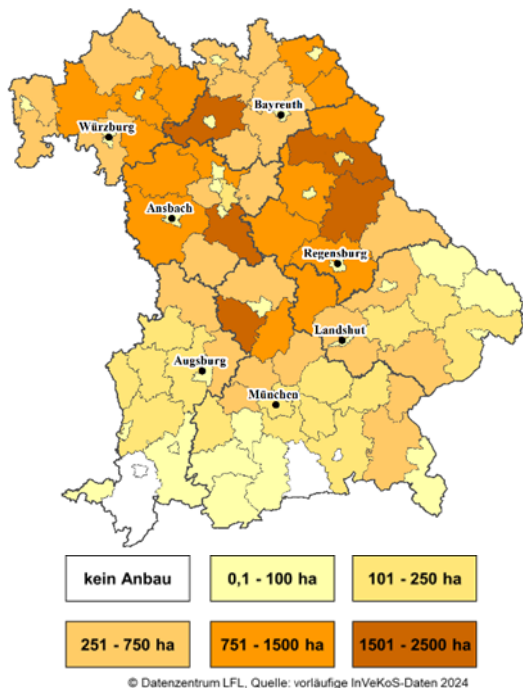 Bayreuth
Würzburg
Ansbach
Regensburg
Landshut
Augsburg
München
kein Anbau
0,1 - 100 ha
101 - 250 ha
251 - 750 ha
751 - 1500 ha
1501 - 2500 ha
© Datenzentrum LFL, Quelle: vorläufige InVeKoS-Daten 2024